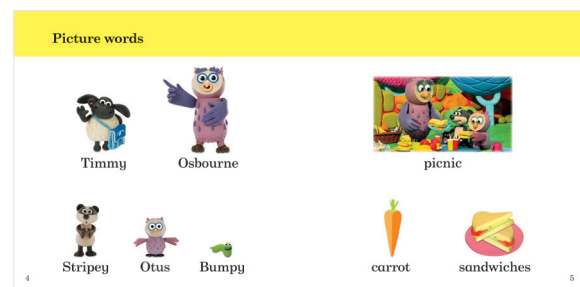 Picture words
Timmy
Osbourne
Stripey
Otus
Bumpy
4
picnic
carrot
sandwiches
5